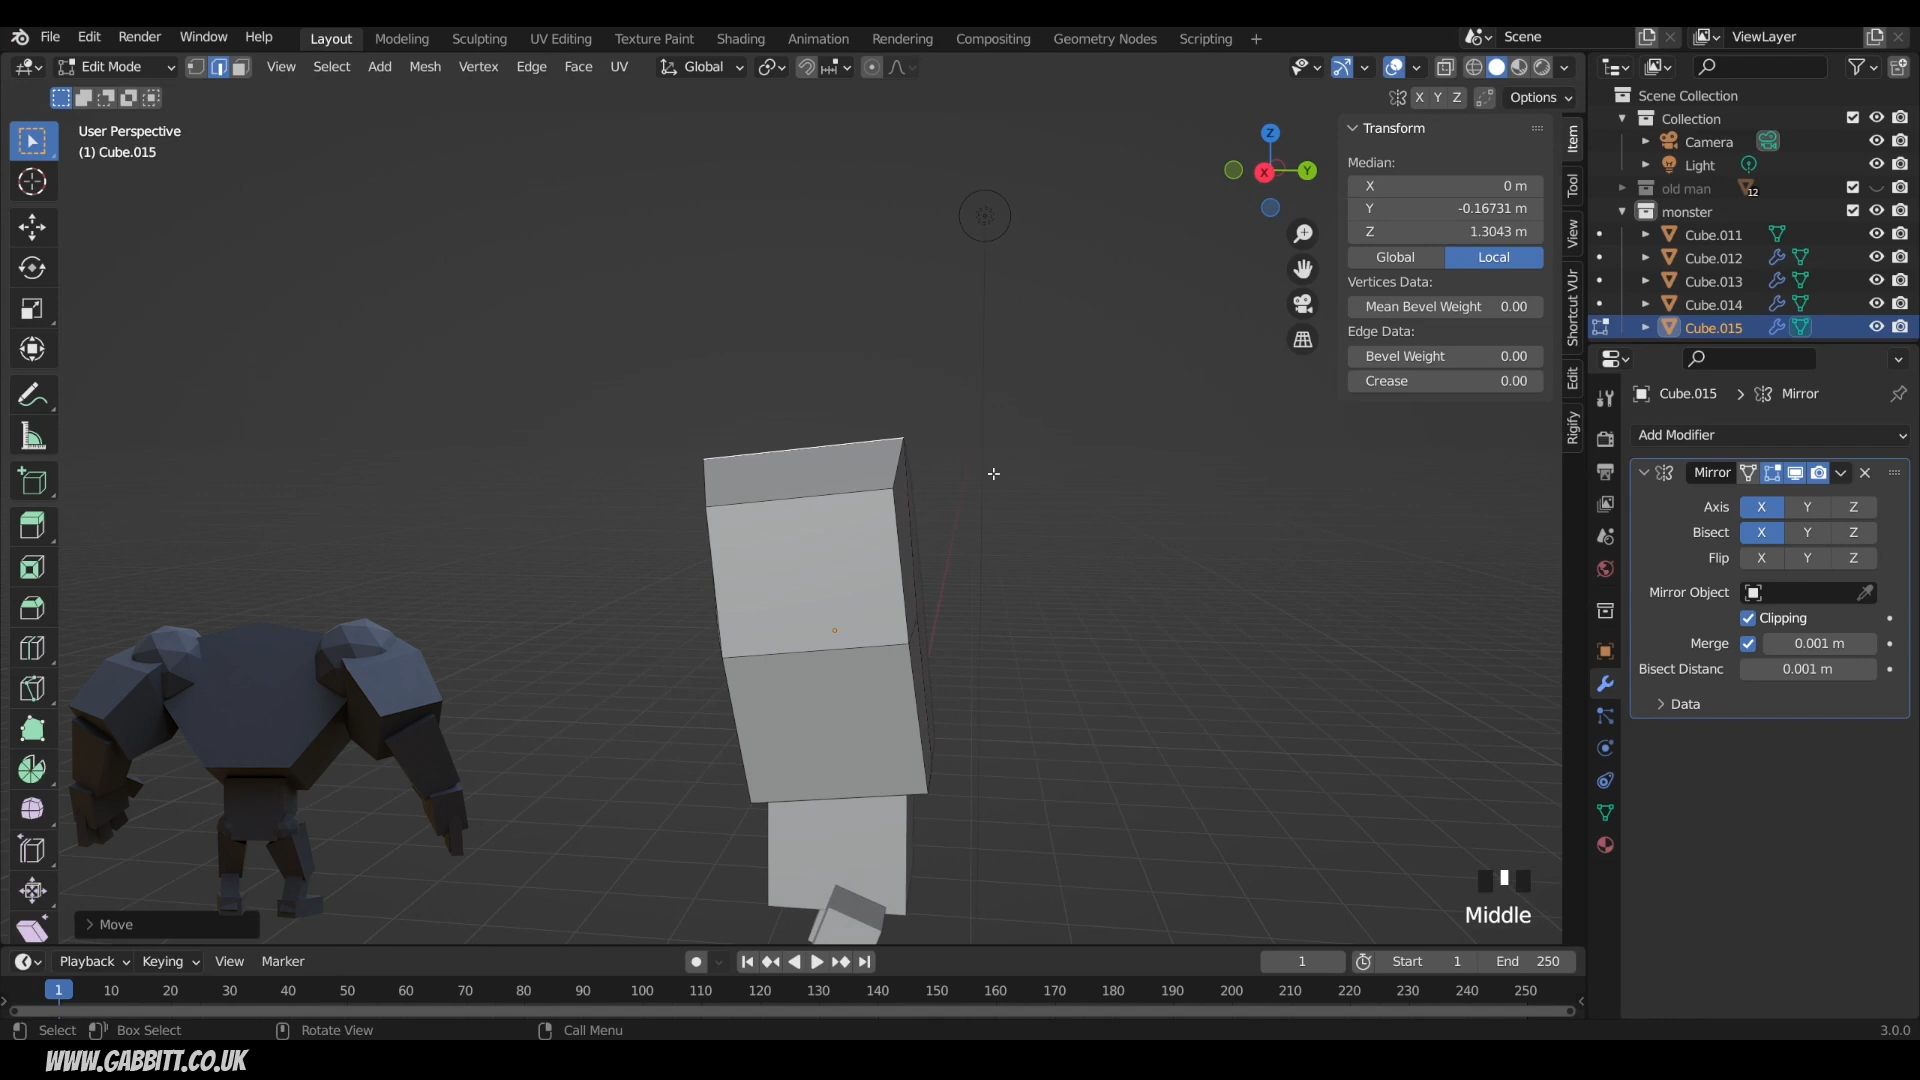 File Edit Render Window Help Layout Modeling Sculpting UV Editing Texture Paint Shading Animation Rendering Compositing Geometry Nodes Scripting + Scene ViewLayer
Edit Mode View Select Add Mesh Vertex Edge Face UV Global
X Y Z Options
User Perspective
(1) Cube.015
Z
Y
X
Transform
Median:
X 0 m
Y -0.16731 m
Z 1.3043 m
Global Local
Vertices Data:
Mean Bevel Weight 0.00
Edge Data:
Bevel Weight 0.00
Crease 0.00
Item
Tool
View
Shortcut VUr
Edit
Rigify
Scene Collection
Collection
Camera
Light
old man 12
monster
Cube.011
Cube.012
Cube.013
Cube.014
Cube.015
Cube.015 > Mirror
Add Modifier
Mirror
Axis X Y Z
Bisect X Y Z
Flip X Y Z
Mirror Object
Clipping
Merge 0.001 m
Bisect Distanc 0.001 m
Data
Middle
Move
Playback Keying View Marker 1 Start 1 End 250
1 10 20 30 40 50 60 70 80 90 100 110 120 130 140 150 160 170 180 190 200 210 220 230 240 250
Select Box Select Rotate View Call Menu 3.0.0
WWW.GABBITT.CO.UK